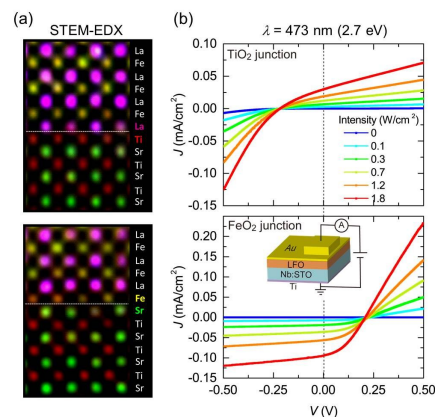 (a)
STEM-EDX
La
Fe
La
Fe
La
Fe
La
Ti
Sr
Ti
Sr
Ti
Sr
La
Fe
La
Fe
La
Fe
Sr
Ti
Sr
Ti
Sr
Ti
Sr
(b)
λ = 473 nm (2.7 eV)
TiO₂ junction
0.10
0.05
0.00
-0.05
-0.10
-0.15
J (mA/cm²)
Intensity (W/cm²)
0
0.1
0.3
0.7
1.2
1.8
FeO₂ junction
0.20
0.15
0.10
0.05
0.00
-0.05
-0.10
-0.15
J (mA/cm²)
A
Au
LFO
Nb:STO
Ti
-0.50
-0.25
0.00
0.25
0.50
V (V)